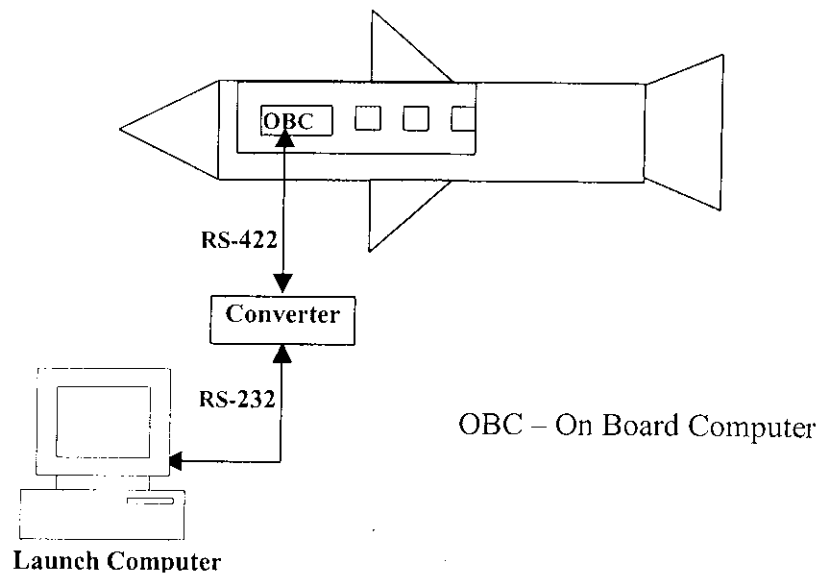 OBC
RS-422
Converter
RS-232
OBC – On Board Computer
Launch Computer